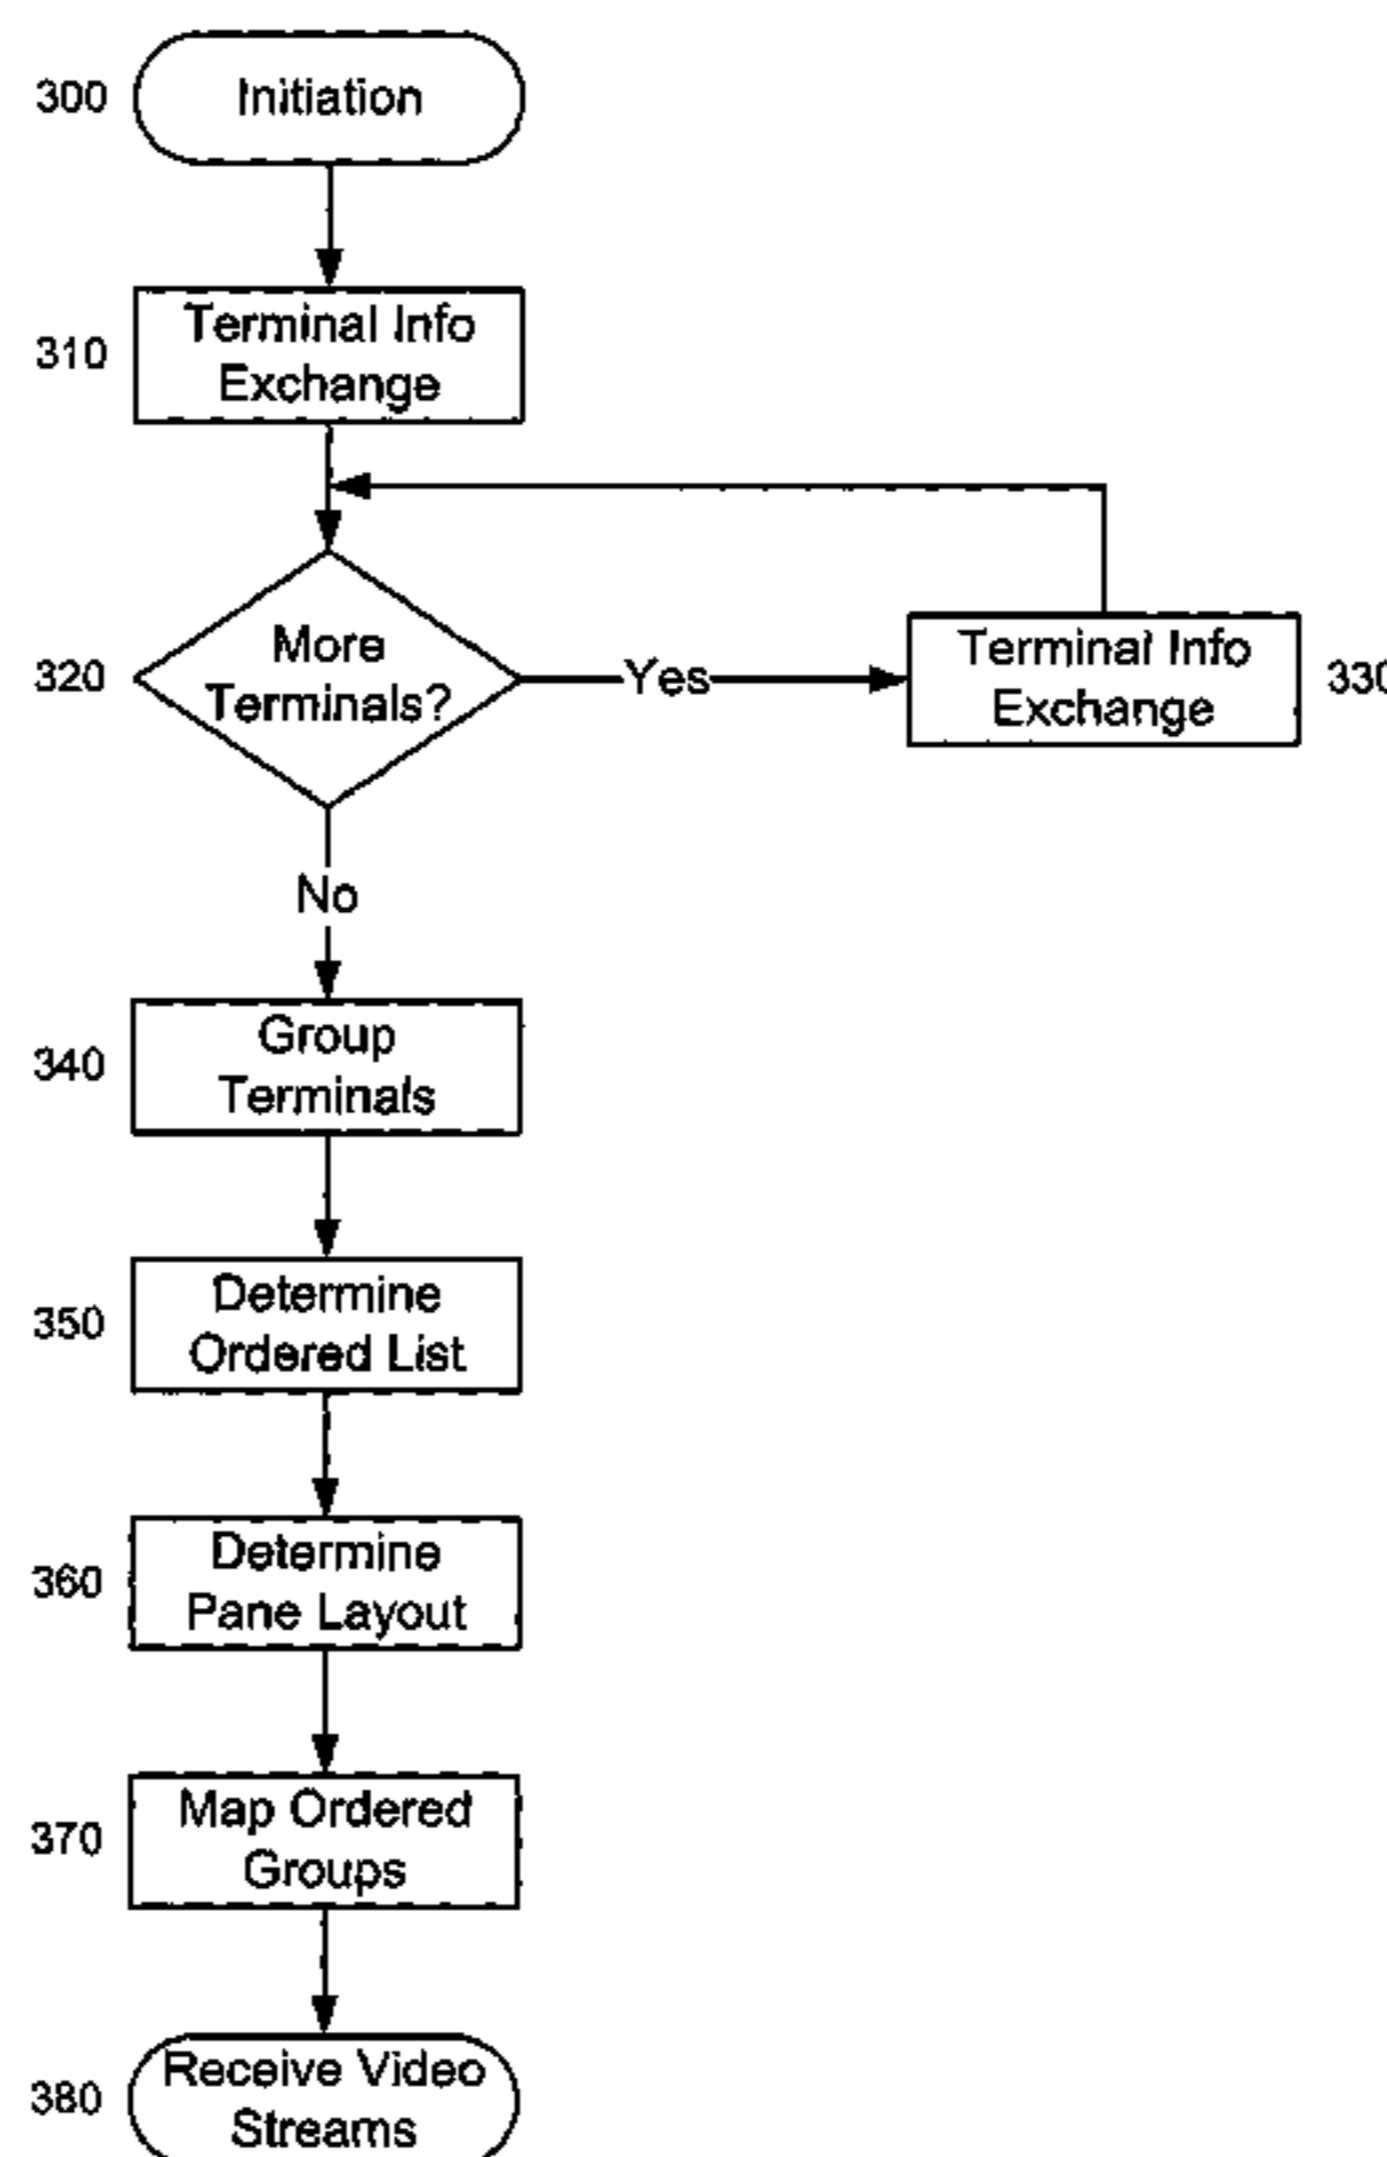 300
Initiation
310
Terminal Info
Exchange
320
More
Terminals?
Yes
Terminal Info
Exchange
330
No
340
Group
Terminals
350
Determine
Ordered List
360
Determine
Pane Layout
370
Map Ordered
Groups
380
Receive Video
Streams